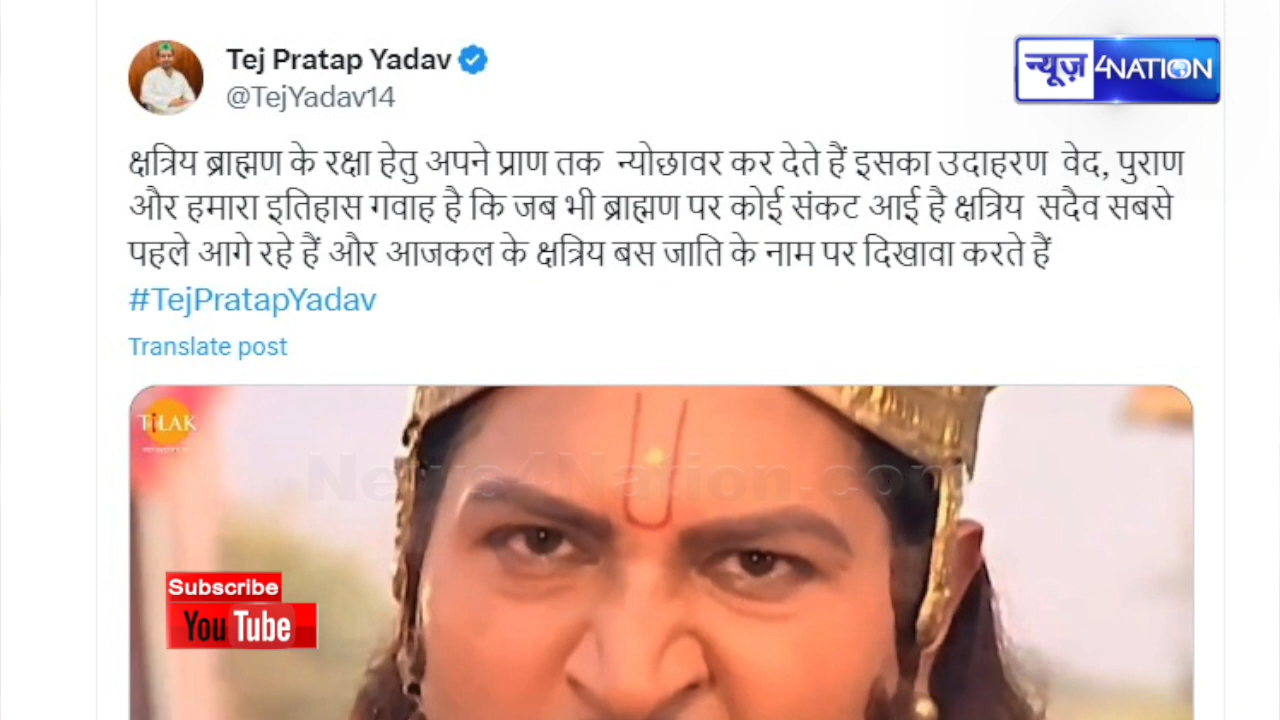 Tej Pratap Yadav
@TejYadav14
न्यूज़ 4NATION
क्षत्रिय ब्राह्मण के रक्षा हेतु अपने प्राण तक न्योछावर कर देते हैं इसका उदाहरण वेद, पुराण
और हमारा इतिहास गवाह है कि जब भी ब्राह्मण पर कोई संकट आई है क्षत्रिय सदैव सबसे
पहले आगे रहे हैं और आजकल के क्षत्रिय बस जाति के नाम पर दिखावा करते हैं
#TejPratapYadav
Translate post
TiLAK
News4Nation.com
Subscribe
YouTube